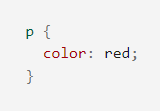 p {
  color: red;
}